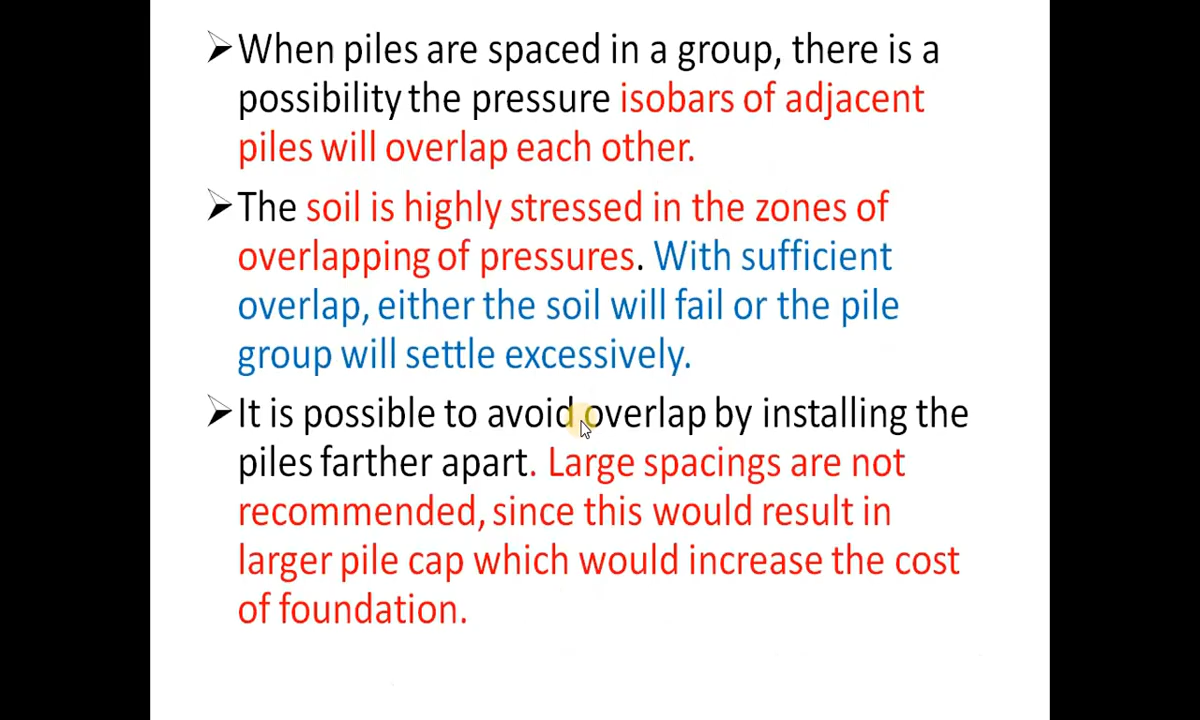 ➢When piles are spaced in a group, there is a
possibility the pressure isobars of adjacent
piles will overlap each other.
➢The soil is highly stressed in the zones of
overlapping of pressures. With sufficient
overlap, either the soil will fail or the pile
group will settle excessively.
➢It is possible to avoid overlap by installing the
piles farther apart. Large spacings are not
recommended, since this would result in
larger pile cap which would increase the cost
of foundation.